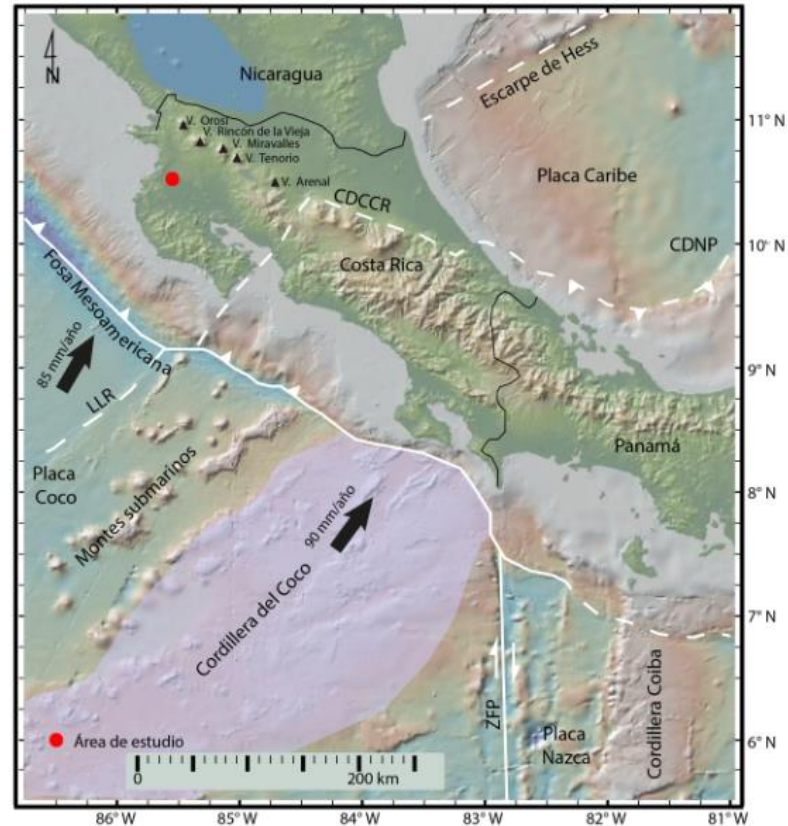 N
Nicaragua
Escarpe de Hess
11° N
V. Orosí
V. Rincón de la Vieja
V. Miravalles
V. Tenorio
V. Arenal
Placa Caribe
CDCCR
CDNP
10° N
Costa Rica
Fosa Mesoamericana
85 mm/año
9° N
LLR
Panamá
Placa
Coco
Montes submarinos
8° N
90 mm/año
Cordillera del Coco
7° N
ZFP
Placa
Nazca
Cordillera Coiba
Área de estudio
6° N
0
200 km
86° W
85° W
84° W
83° W
82° W
81° W